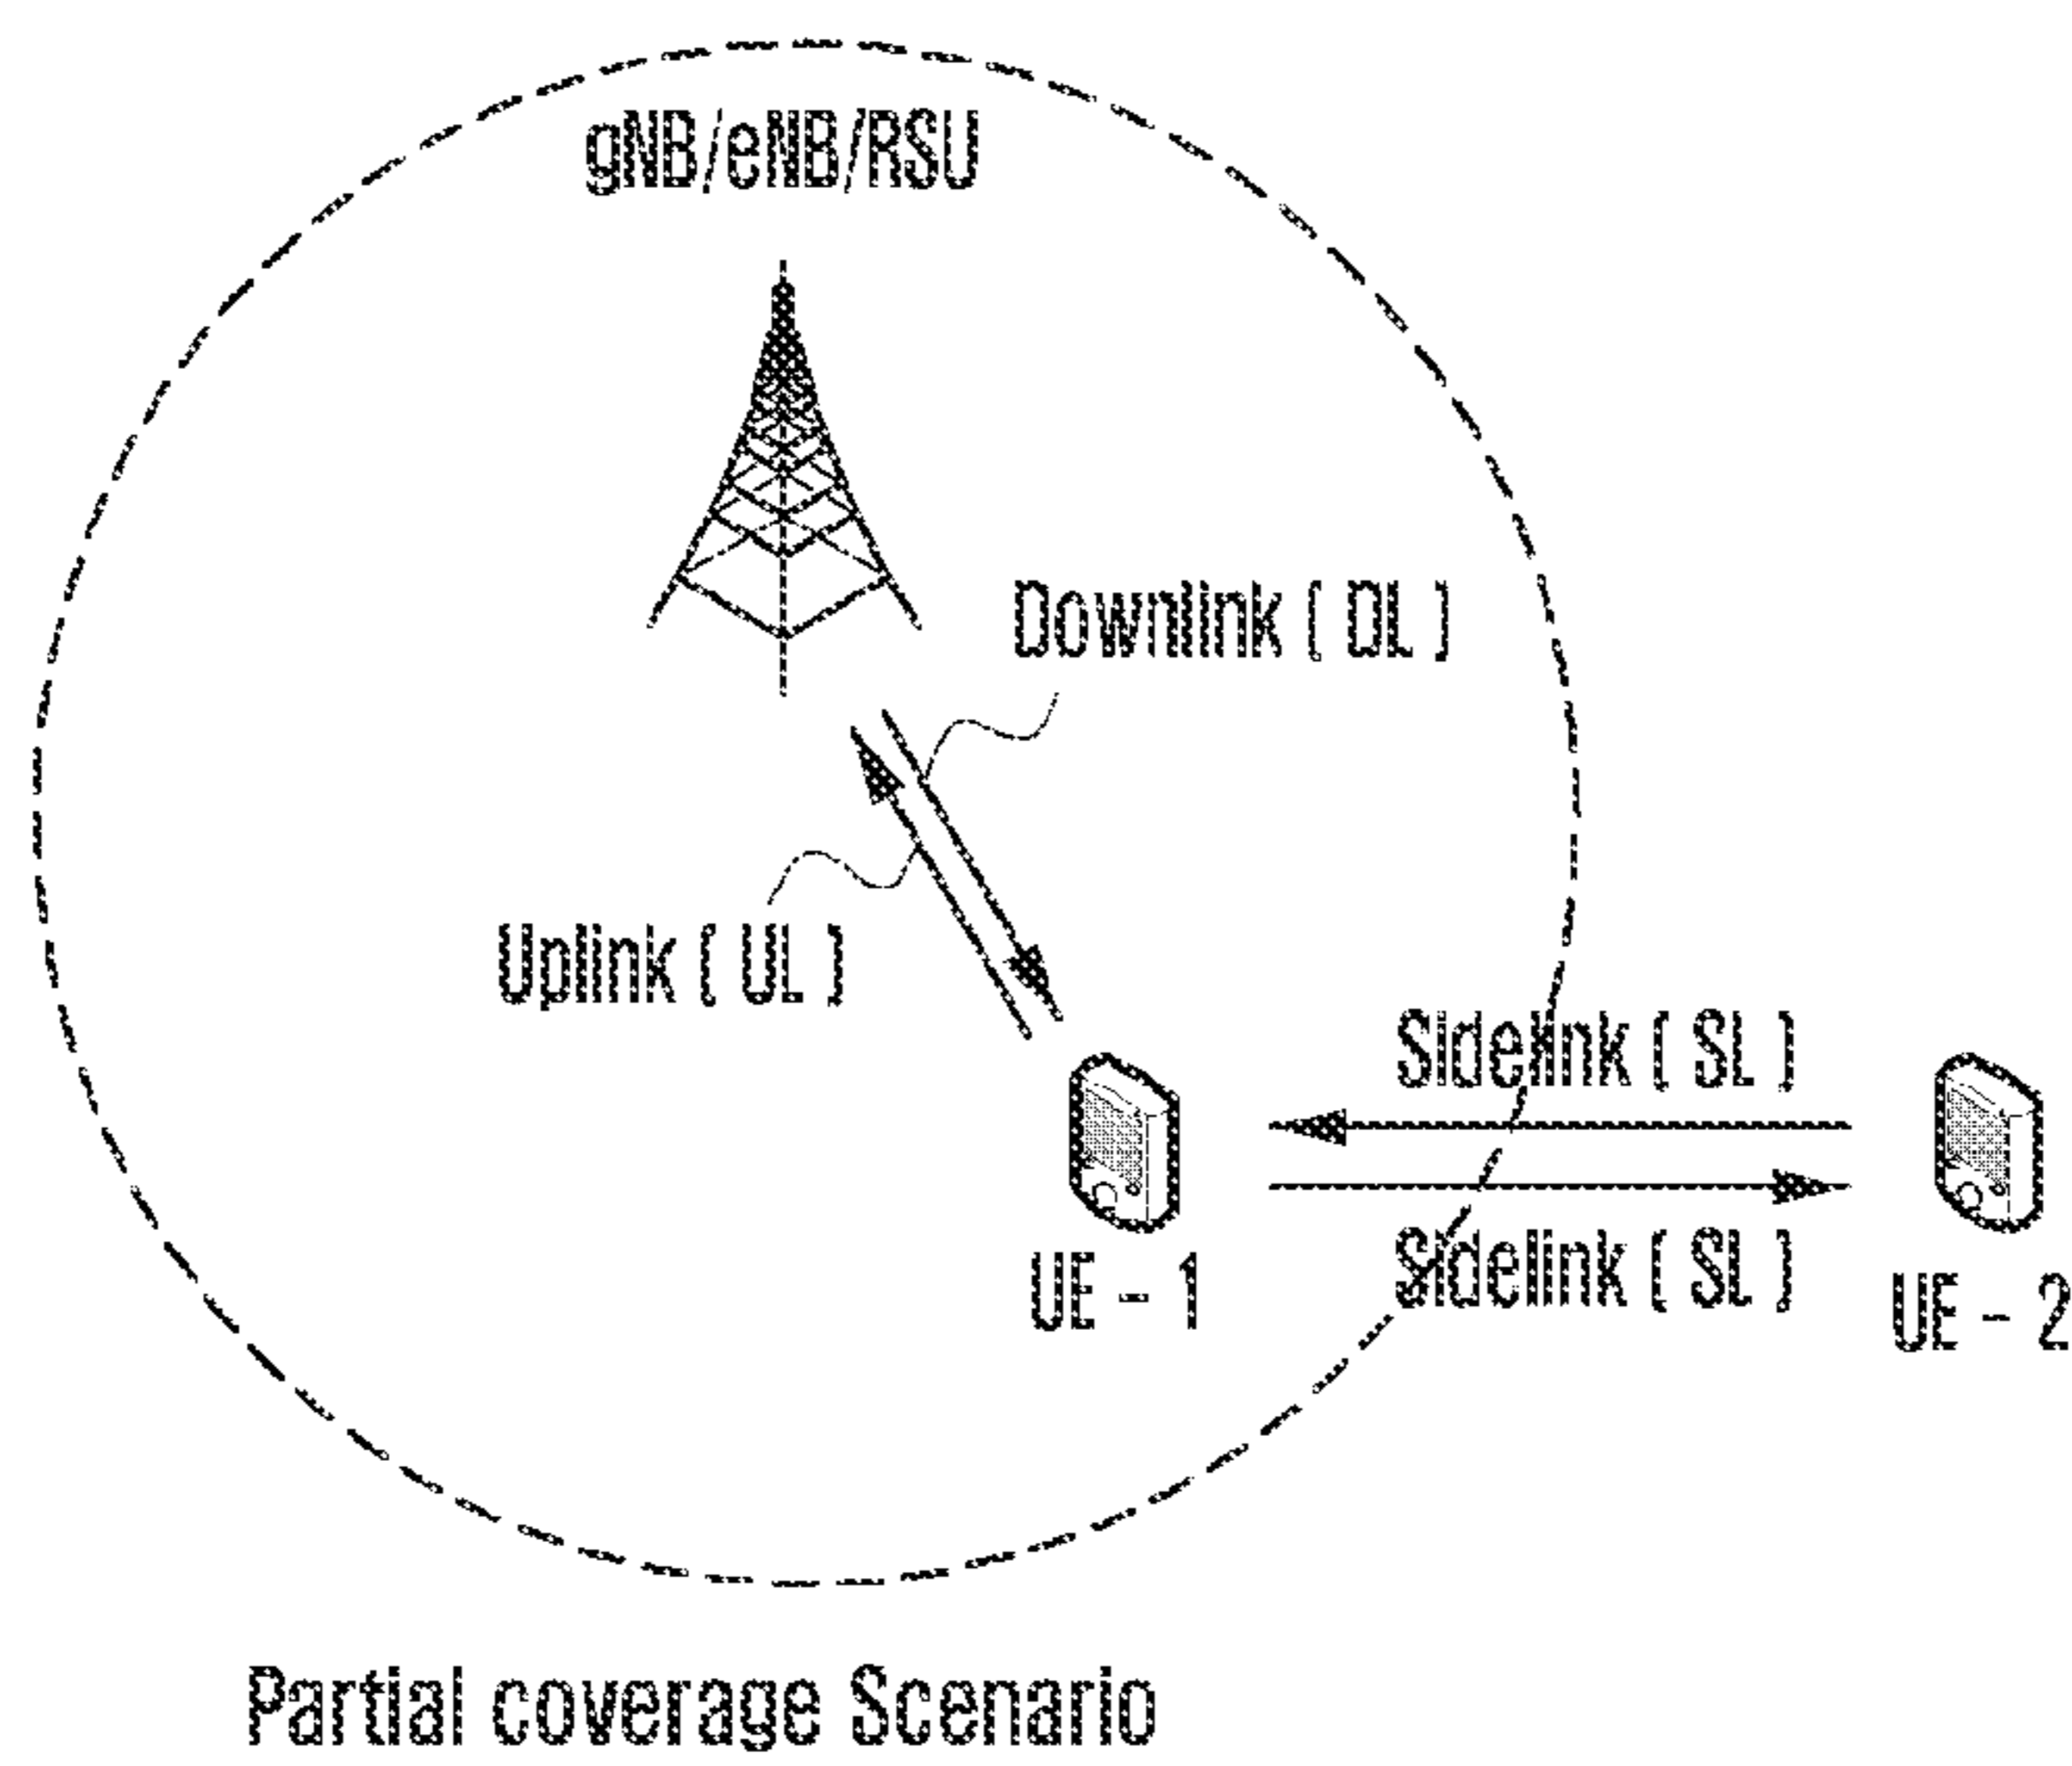 gNB/eNB/RSU
Downlink ( DL )
Uplink ( UL )
Sidelink ( SL )
Sidelink ( SL )
UE - 1
UE - 2
Partial coverage Scenario